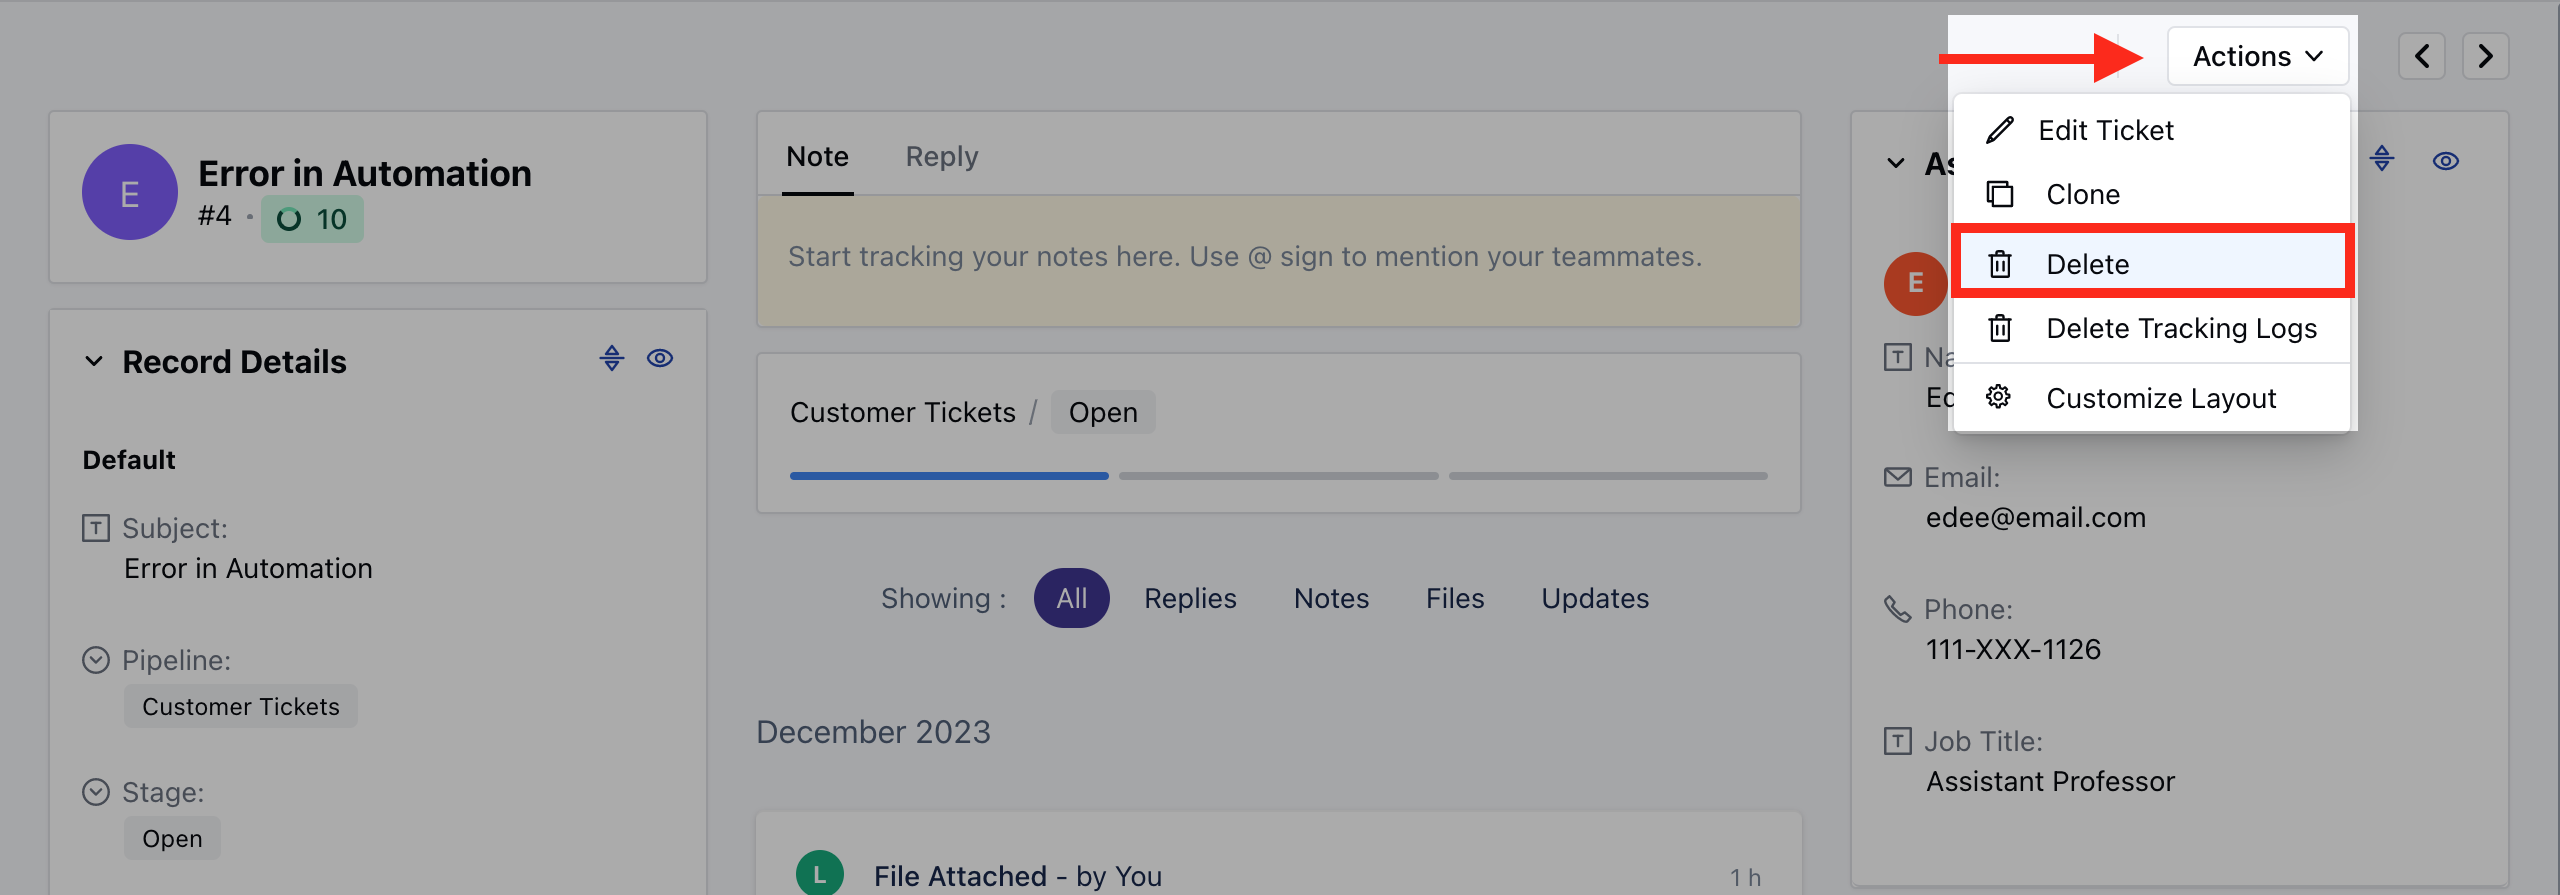 Actions
Edit Ticket
Clone
Delete
Delete Tracking Logs
Customize Layout
E
Error in Automation
#4 · 10
Record Details
Default
T Subject:
Error in Automation
Pipeline:
Customer Tickets
Stage:
Open
Note Reply
Start tracking your notes here. Use @ sign to mention your teammates.
Customer Tickets / Open
Showing : All Replies Notes Files Updates
December 2023
L File Attached - by You 1 h
As
E
T Na
Ed
Email:
edee@email.com
Phone:
111-XXX-1126
T Job Title:
Assistant Professor